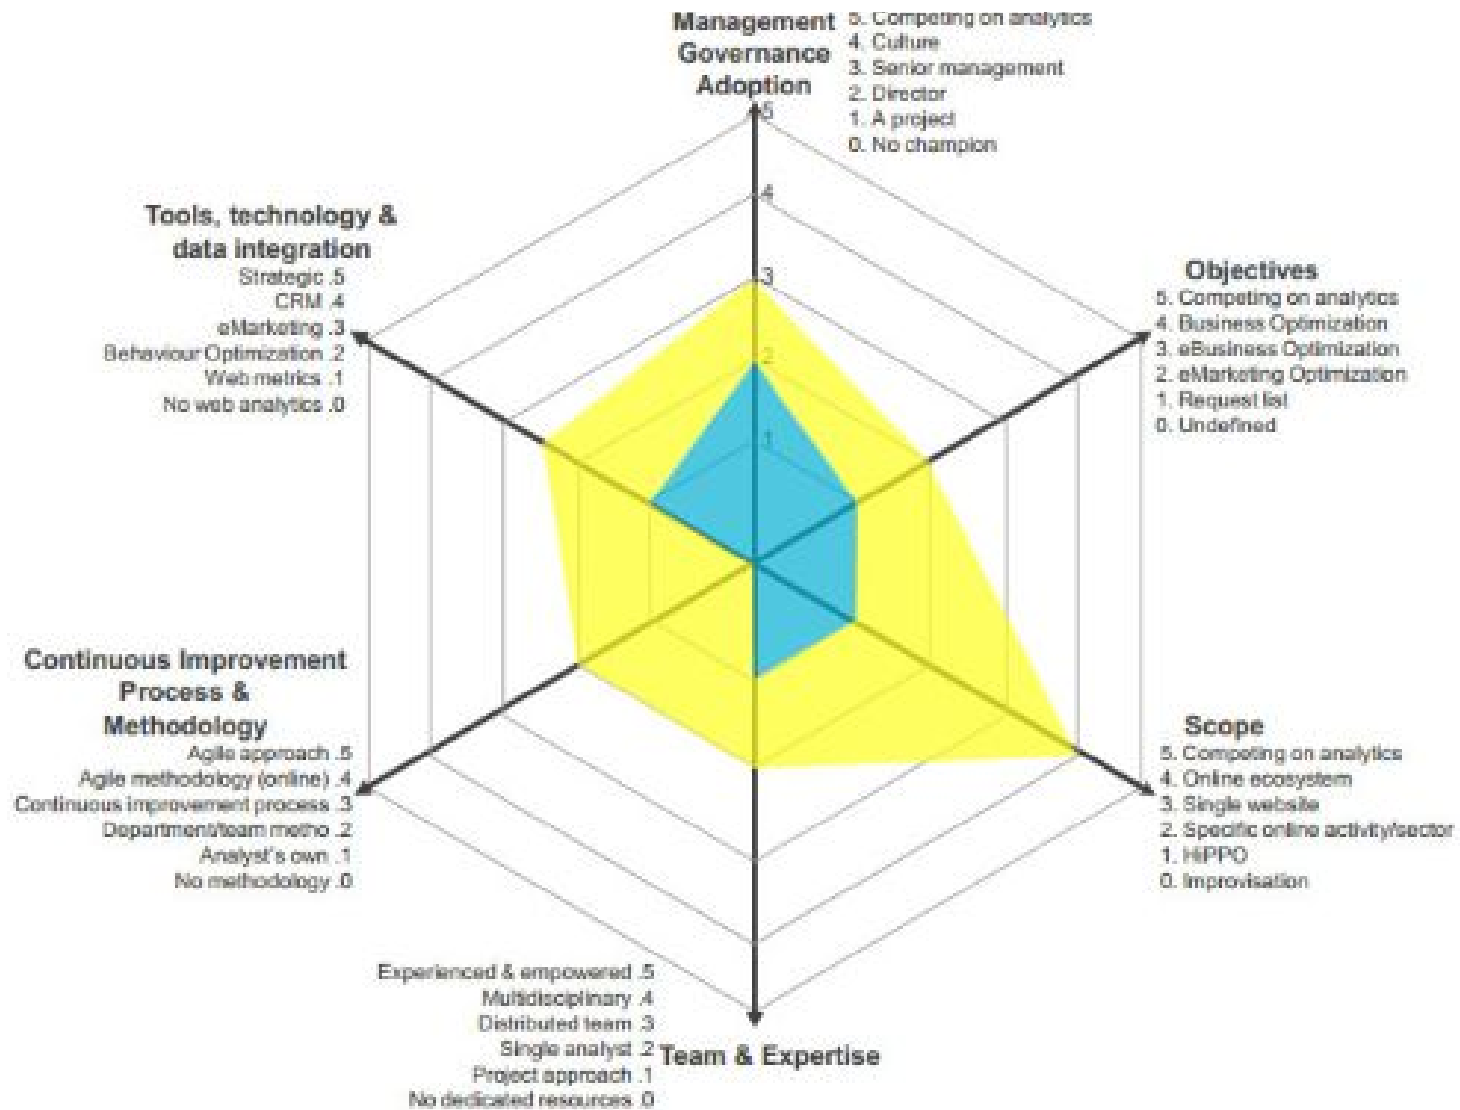 Management
Governance
Adoption
5. Competing on analytics
4. Culture
3. Senior management
2. Director
1. A project
0. No champion
5
4
3
2
1
Tools, technology &
data integration
Strategic .5
CRM .4
eMarketing .3
Behaviour Optimization .2
Web metrics .1
No web analytics .0
Objectives
5. Competing on analytics
4. Business Optimization
3. eBusiness Optimization
2. eMarketing Optimization
1. Request list
0. Undefined
Continuous Improvement
Process &
Methodology
Agile approach .5
Agile methodology (online) .4
Continuous improvement process .3
Department/team metho .2
Analyst's own .1
No methodology .0
Scope
5. Competing on analytics
4. Online ecosystem
3. Single website
2. Specific online activity/sector
1. HiPPO
0. Improvisation
Experienced & empowered .5
Multidisciplinary .4
Distributed team .3
Single analyst .2
Project approach .1
No dedicated resources .0
Team & Expertise